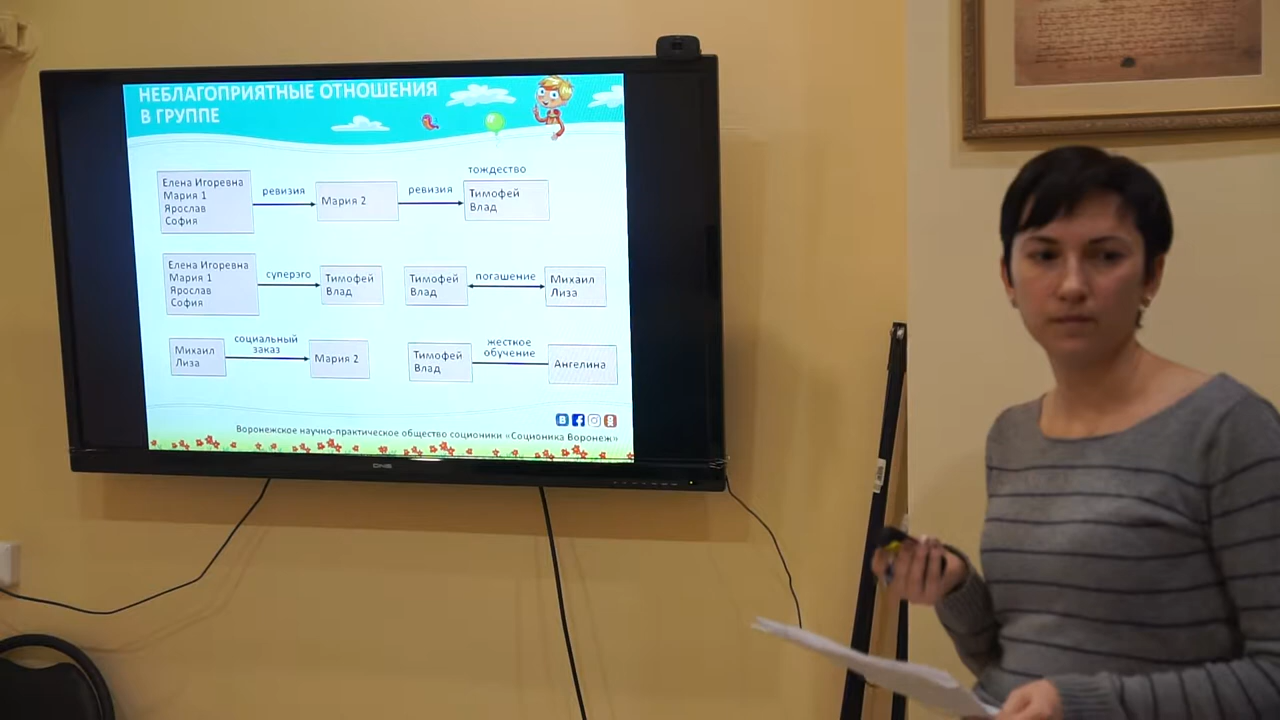 НЕБЛАГОПРИЯТНЫЕ ОТНОШЕНИЯ
В ГРУППЕ
Елена Игоревна
Мария 1
Ярослав
София
ревизия
Мария 2
ревизия
тождество
Тимофей
Влад
Елена Игоревна
Мария 1
Ярослав
София
суперэго
Тимофей
Влад
Тимофей
Влад
погашение
Михаил
Лиза
Михаил
Лиза
социальный
заказ
Мария 2
Тимофей
Влад
жесткое
обучение
Ангелина
Воронежское научно-практическое общество соционики «Соционика Воронеж»
DNS